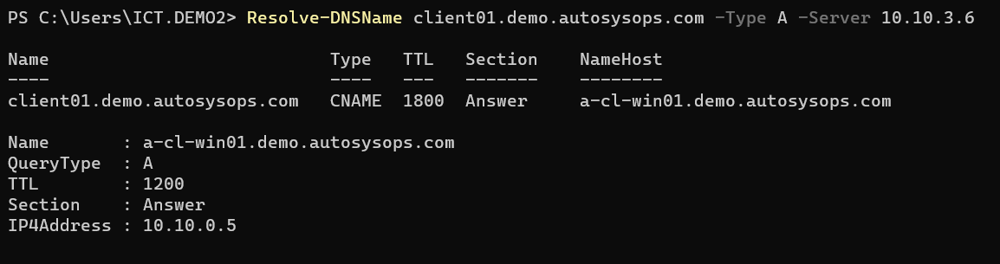 PS C:\Users\ICT.DEMO2> Resolve-DNSName client01.demo.autosysops.com -Type A -Server 10.10.3.6
Name                           Type   TTL   Section    NameHost
----                           ----   ---   -------    --------
client01.demo.autosysops.com   CNAME  1800  Answer     a-cl-win01.demo.autosysops.com
Name       : a-cl-win01.demo.autosysops.com
QueryType  : A
TTL        : 1200
Section    : Answer
IP4Address : 10.10.0.5